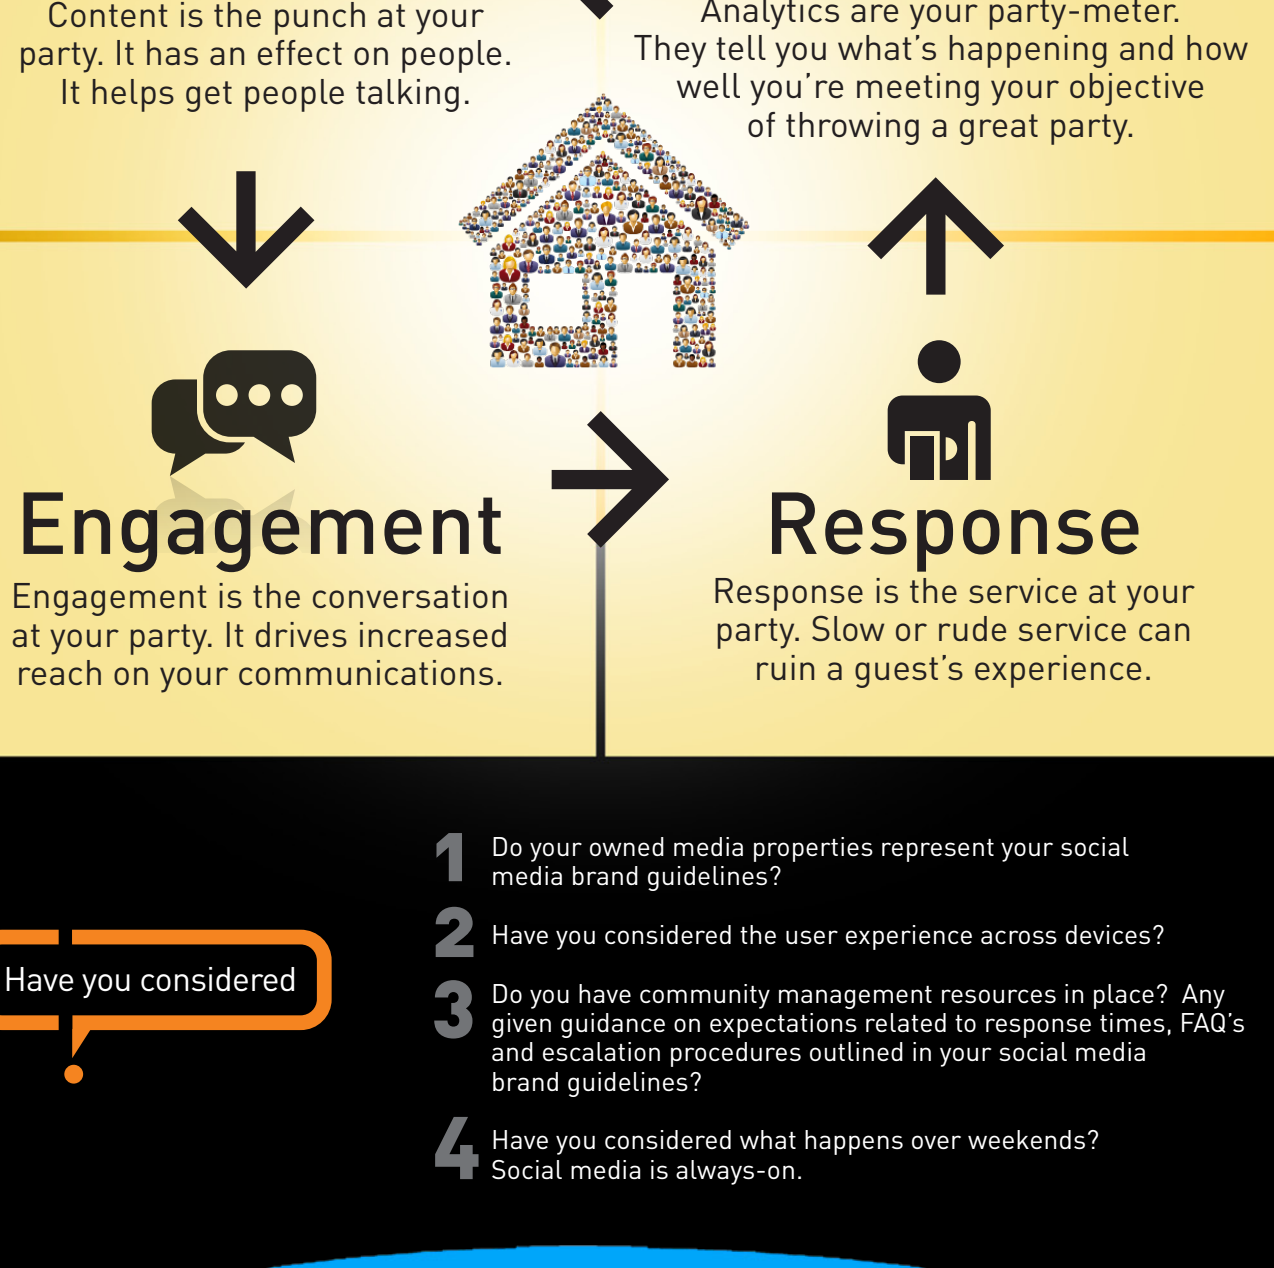 Content is the punch at your
party. It has an effect on people.
It helps get people talking.
Analytics are your party-meter.
They tell you what's happening and how
well you're meeting your objective
of throwing a great party.
Engagement
Engagement is the conversation
at your party. It drives increased
reach on your communications.
Response
Response is the service at your
party. Slow or rude service can
ruin a guest's experience.
Have you considered
1 Do your owned media properties represent your social
media brand guidelines?
2 Have you considered the user experience across devices?
3 Do you have community management resources in place? Any
given guidance on expectations related to response times, FAQ's
and escalation procedures outlined in your social media
brand guidelines?
4 Have you considered what happens over weekends?
Social media is always-on.